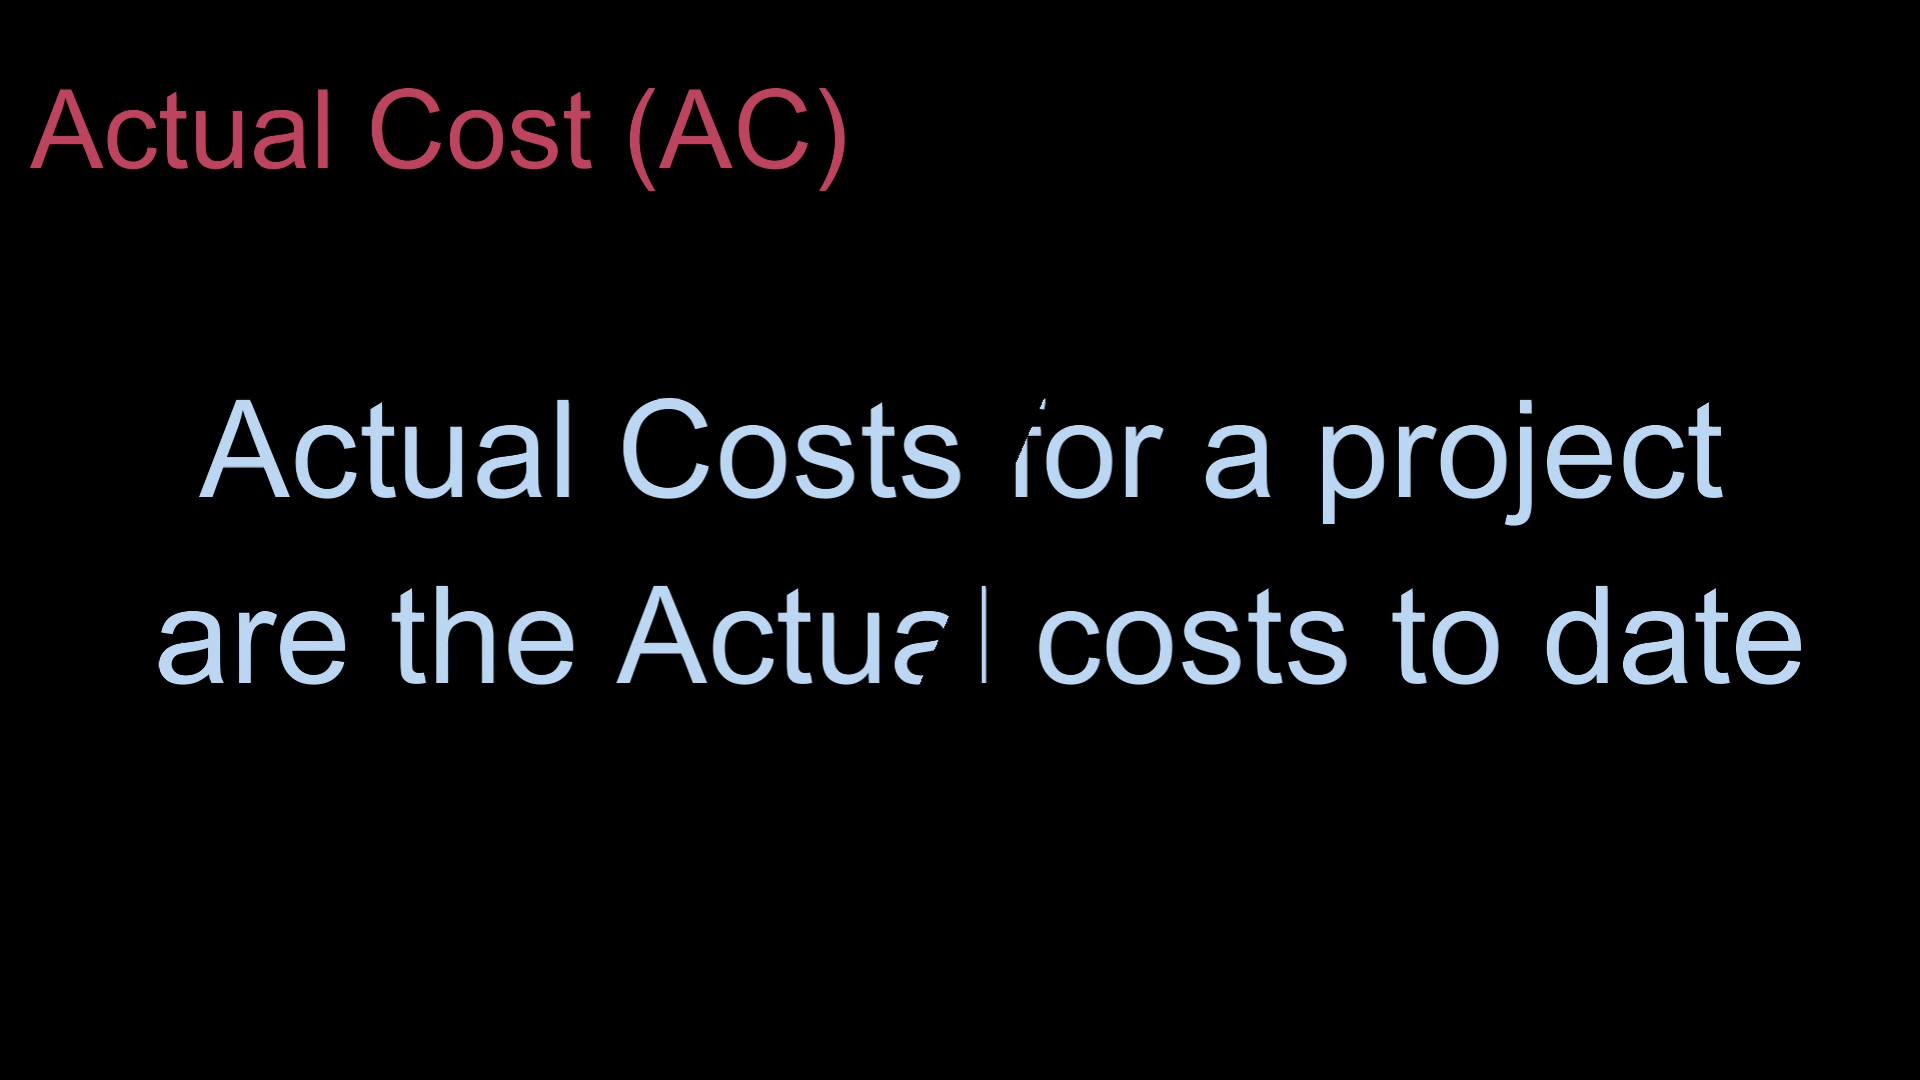 Actual Cost (AC)
Actual Costs for a project
are the Actual costs to date